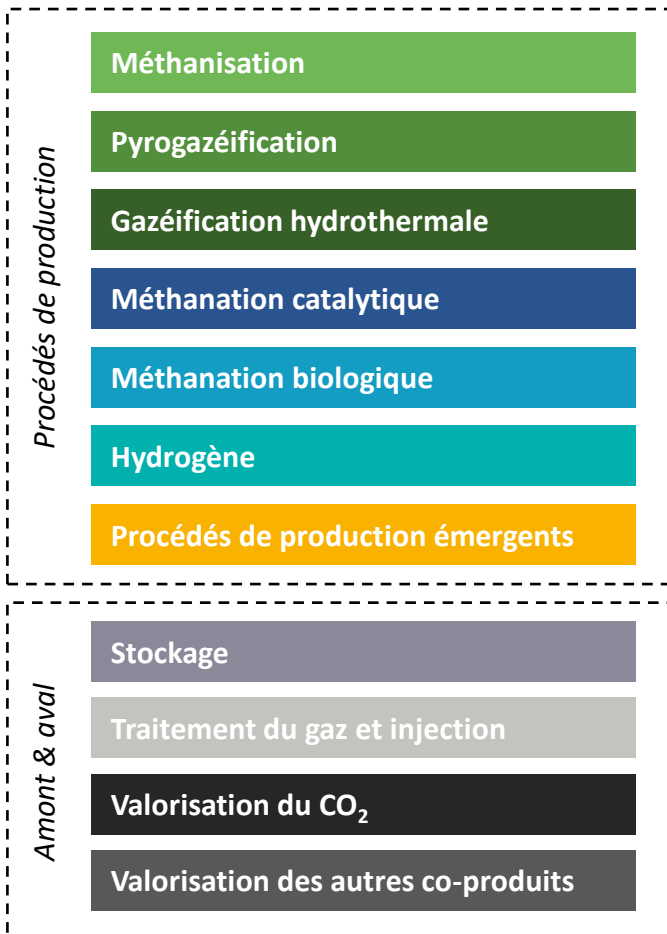 Procédés de production
Méthanisation
Pyrogazéification
Gazéification hydrothermale
Méthanation catalytique
Méthanation biologique
Hydrogène
Procédés de production émergents
Amont & aval
Stockage
Traitement du gaz et injection
Valorisation du CO₂
Valorisation des autres co-produits